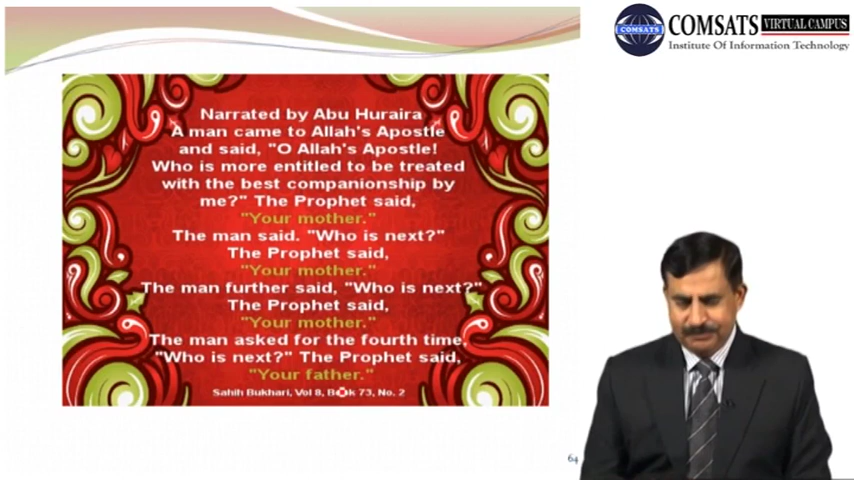 COMSATS VIRTUAL CAMPUS
Institute Of Information Technology
COMSATS
Narrated by Abu Huraira
A man came to Allah's Apostle
and said, "O Allah's Apostle!
Who is more entitled to be treated
with the best companionship by
me?" The Prophet said,
"Your mother."
The man said. "Who is next?"
The Prophet said,
"Your mother."
The man further said, "Who is next?"
The Prophet said,
"Your mother."
The man asked for the fourth time,
"Who is next?" The Prophet said,
"Your father."
Sahih Bukhari, Vol 8, Book 73, No. 2
64